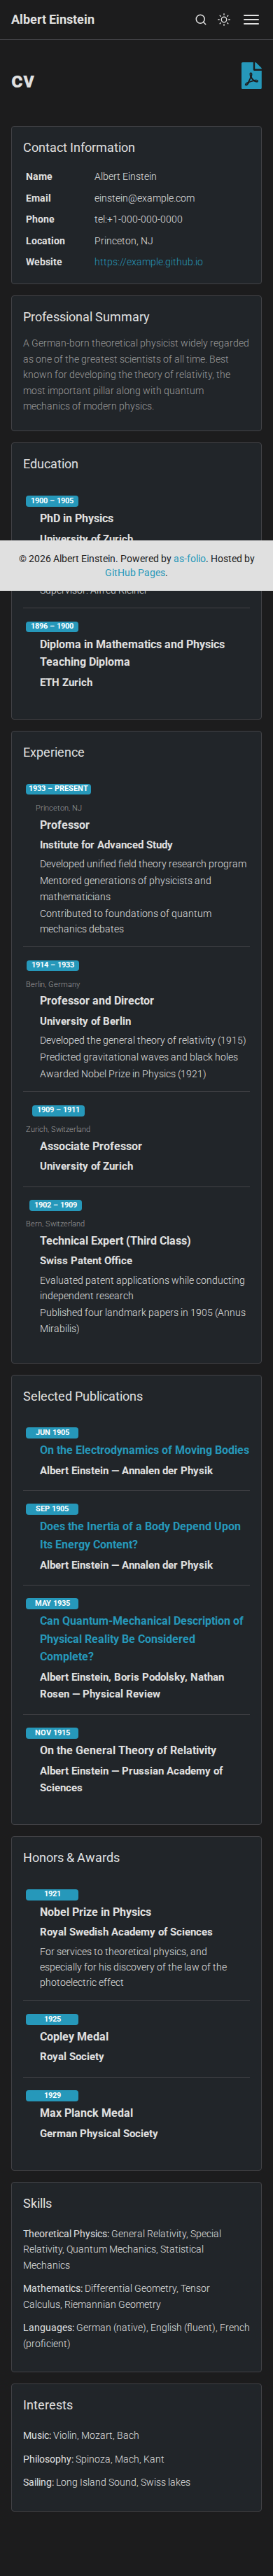 Albert Einstein
cv
Contact Information
Name Albert Einstein
Email einstein@example.com
Phone tel:+1-000-000-0000
Location Princeton, NJ
Website https://example.github.io
Professional Summary
A German-born theoretical physicist widely regarded
as one of the greatest scientists of all time. Best
known for developing the theory of relativity, the
most important pillar along with quantum
mechanics of modern physics.
Education
1900 – 1905
PhD in Physics
University of Zurich
© 2026 Albert Einstein. Powered by as-folio. Hosted by
GitHub Pages.
Supervisor: Alfred Kleiner
1896 – 1900
Diploma in Mathematics and Physics
Teaching Diploma
ETH Zurich
Experience
1933 – PRESENT
Princeton, NJ
Professor
Institute for Advanced Study
Developed unified field theory research program
Mentored generations of physicists and
mathematicians
Contributed to foundations of quantum
mechanics debates
1914 – 1933
Berlin, Germany
Professor and Director
University of Berlin
Developed the general theory of relativity (1915)
Predicted gravitational waves and black holes
Awarded Nobel Prize in Physics (1921)
1909 – 1911
Zurich, Switzerland
Associate Professor
University of Zurich
1902 – 1909
Bern, Switzerland
Technical Expert (Third Class)
Swiss Patent Office
Evaluated patent applications while conducting
independent research
Published four landmark papers in 1905 (Annus
Mirabilis)
Selected Publications
JUN 1905
On the Electrodynamics of Moving Bodies
Albert Einstein — Annalen der Physik
SEP 1905
Does the Inertia of a Body Depend Upon
Its Energy Content?
Albert Einstein — Annalen der Physik
MAY 1935
Can Quantum-Mechanical Description of
Physical Reality Be Considered
Complete?
Albert Einstein, Boris Podolsky, Nathan
Rosen — Physical Review
NOV 1915
On the General Theory of Relativity
Albert Einstein — Prussian Academy of
Sciences
Honors & Awards
1921
Nobel Prize in Physics
Royal Swedish Academy of Sciences
For services to theoretical physics, and
especially for his discovery of the law of the
photoelectric effect
1925
Copley Medal
Royal Society
1929
Max Planck Medal
German Physical Society
Skills
Theoretical Physics: General Relativity, Special
Relativity, Quantum Mechanics, Statistical
Mechanics
Mathematics: Differential Geometry, Tensor
Calculus, Riemannian Geometry
Languages: German (native), English (fluent), French
(proficient)
Interests
Music: Violin, Mozart, Bach
Philosophy: Spinoza, Mach, Kant
Sailing: Long Island Sound, Swiss lakes